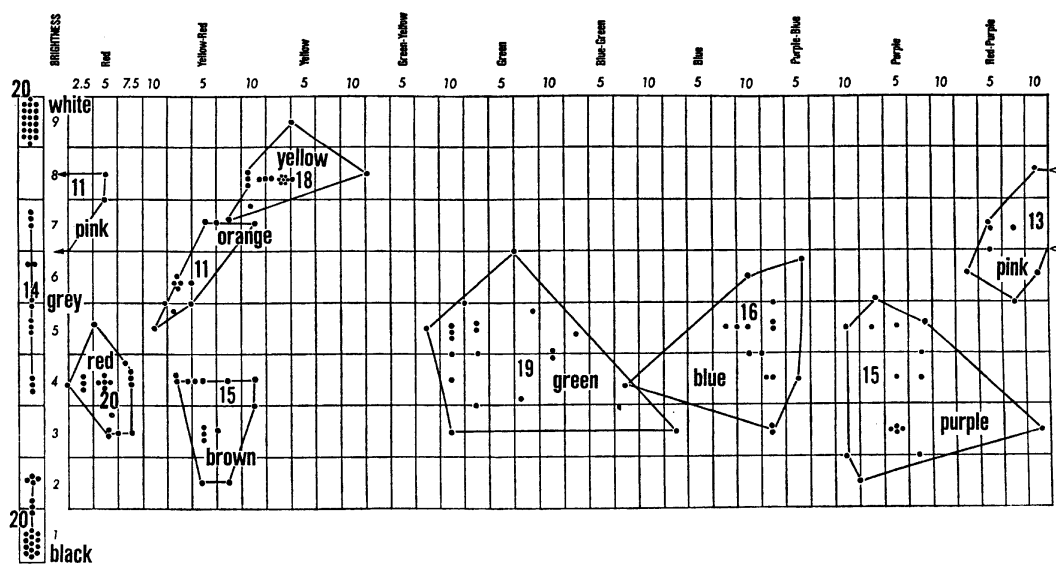 BRIGHTNESS Red Yellow-Red Yellow Green-Yellow Green Blue-Green Blue Purple-Blue Purple Red-Purple
2.5 5 7.5 10 5 10 5 10 5 10 5 10 5 10 5 10 5 10 5 10 5 10
20 white
9
yellow
8 18
11 13
7 pink orange
pink
6 11
14 grey
16
5
red 19 15
4 20 15 green blue
3 brown purple
2
20
1
black